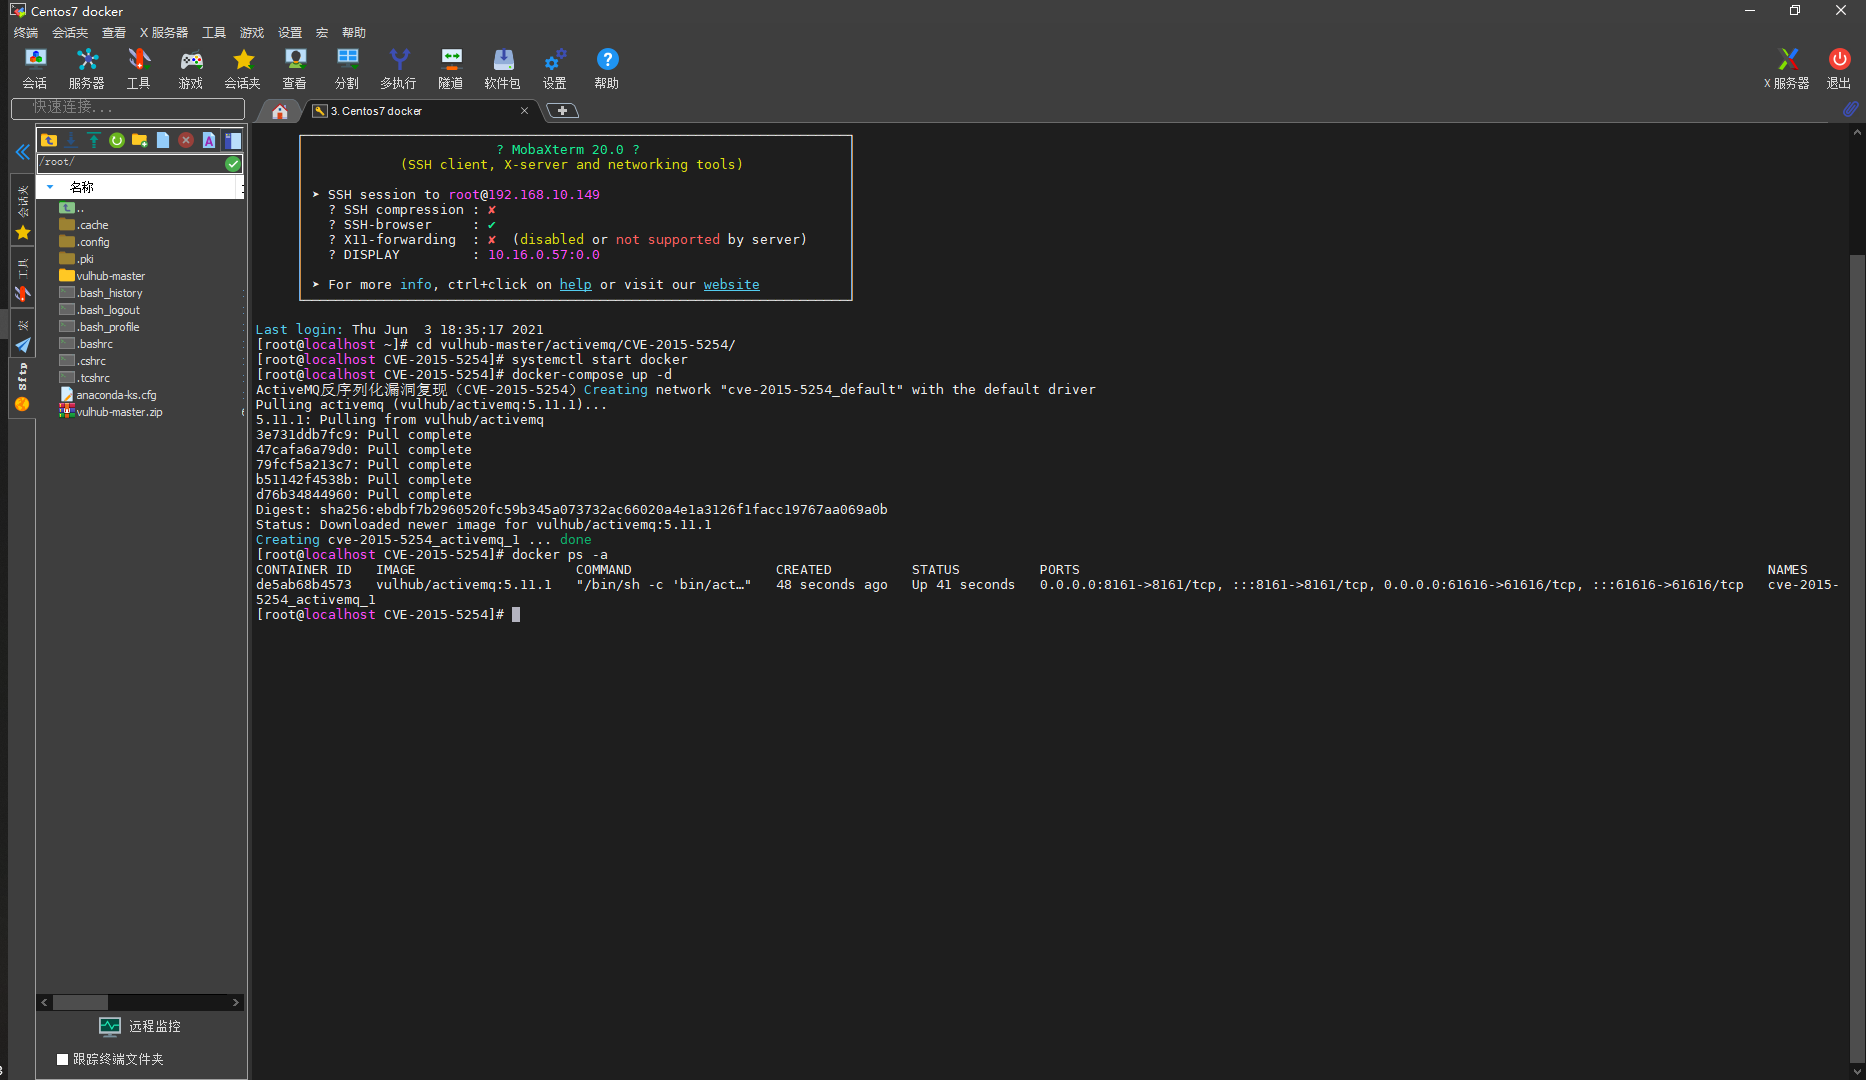 Centos7 docker
终端 会话夹 查看 X 服务器 工具 游戏 设置 宏 帮助
会话 服务器 工具 游戏 会话夹 查看 分割 多执行 隧道 软件包 设置 帮助 X 服务器 退出
快速连接...
3. Centos7 docker
/root/
名称
..
.cache
.config
.pki
vulhub-master
.bash_history
.bash_logout
.bash_profile
.bashrc
.cshrc
.tcshrc
anaconda-ks.cfg
vulhub-master.zip
会话夹
工具
宏
Sftp
远程监控
跟踪终端文件夹
? MobaXterm 20.0 ?
(SSH client, X-server and networking tools)
➤ SSH session to root@192.168.10.149
? SSH compression : ✘
? SSH-browser : ✔
? X11-forwarding : ✘ (disabled or not supported by server)
? DISPLAY : 10.16.0.57:0.0
➤ For more info, ctrl+click on help or visit our website
Last login: Thu Jun  3 18:35:17 2021
[root@localhost ~]# cd vulhub-master/activemq/CVE-2015-5254/
[root@localhost CVE-2015-5254]# systemctl start docker
[root@localhost CVE-2015-5254]# docker-compose up -d
ActiveMQ反序列化漏洞复现（CVE-2015-5254）Creating network "cve-2015-5254_default" with the default driver
Pulling activemq (vulhub/activemq:5.11.1)...
5.11.1: Pulling from vulhub/activemq
3e731ddb7fc9: Pull complete
47cafa6a79d0: Pull complete
79fcf5a213c7: Pull complete
b51142f4538b: Pull complete
d76b34844960: Pull complete
Digest: sha256:ebdbf7b2960520fc59b345a073732ac66020a4e1a3126f1facc19767aa069a0b
Status: Downloaded newer image for vulhub/activemq:5.11.1
Creating cve-2015-5254_activemq_1 ... done
[root@localhost CVE-2015-5254]# docker ps -a
CONTAINER ID   IMAGE                    COMMAND                  CREATED          STATUS          PORTS                                                                                      NAMES
de5ab68b4573   vulhub/activemq:5.11.1   "/bin/sh -c 'bin/act…"   48 seconds ago   Up 41 seconds   0.0.0.0:8161->8161/tcp, :::8161->8161/tcp, 0.0.0.0:61616->61616/tcp, :::61616->61616/tcp   cve-2015-
5254_activemq_1
[root@localhost CVE-2015-5254]#